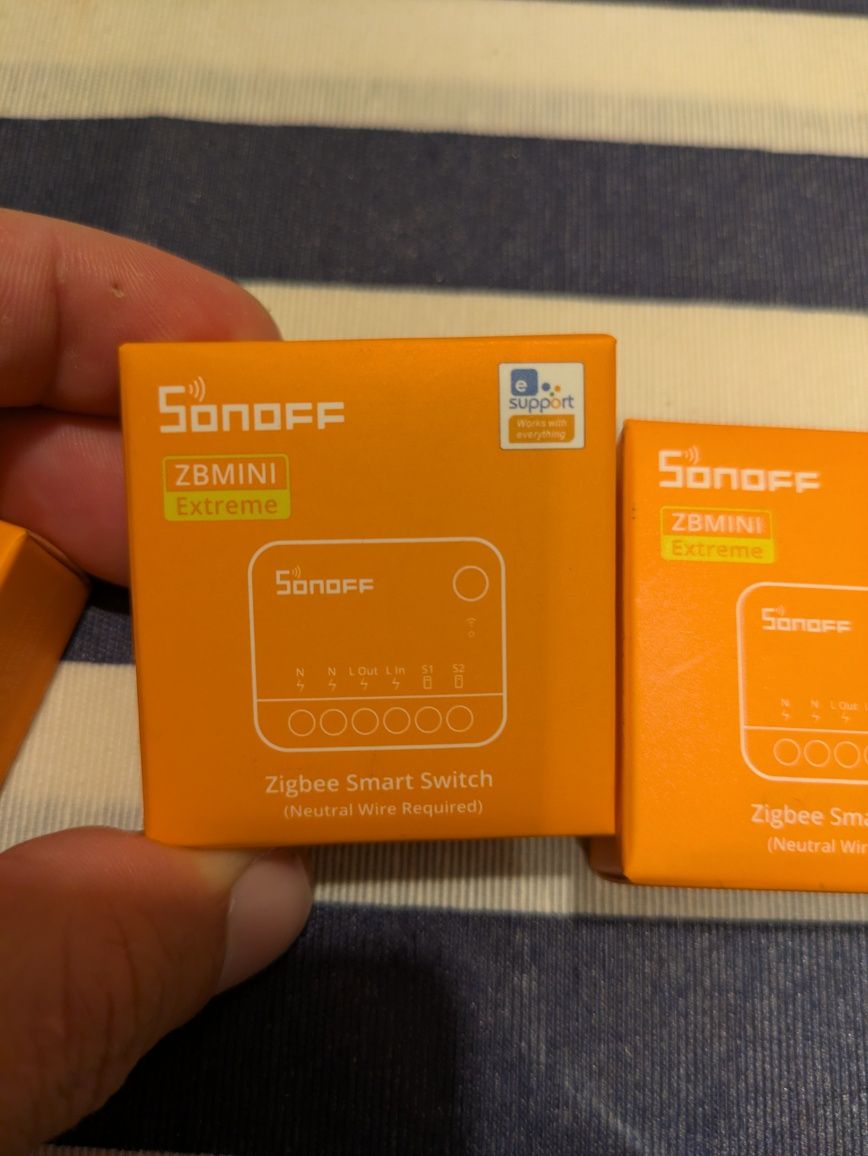 SONOFF
ZBMINI
Extreme
e
support
Works with
everything
SONOFF
N N L Out L In S1 S2
Zigbee Smart Switch
(Neutral Wire Required)
SONOFF
ZBMINI
Extreme
SONOFF
N N L Out
Zigbee Sma
(Neutral Wir